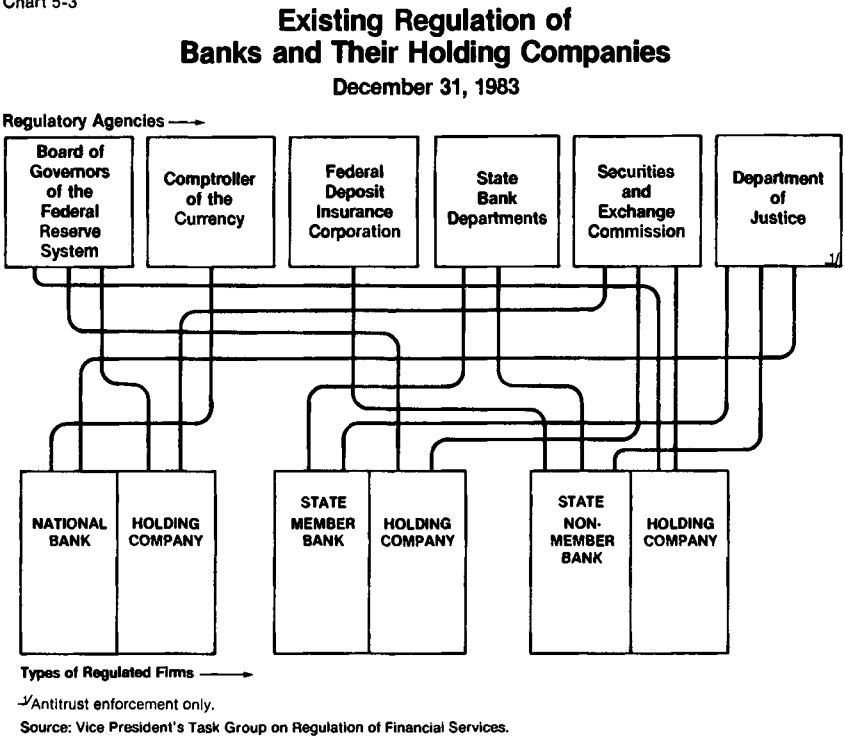 Chart 5-3
Existing Regulation of
Banks and Their Holding Companies
December 31, 1983
Regulatory Agencies
Board of
Governors
of the
Federal
Reserve
System
Comptroller
of the
Currency
Federal
Deposit
Insurance
Corporation
State
Bank
Departments
Securities
and
Exchange
Commission
Department
of
Justice
1/
NATIONAL
BANK
HOLDING
COMPANY
STATE
MEMBER
BANK
HOLDING
COMPANY
STATE
NON-
MEMBER
BANK
HOLDING
COMPANY
Types of Regulated Firms
1/Antitrust enforcement only.
Source: Vice President's Task Group on Regulation of Financial Services.